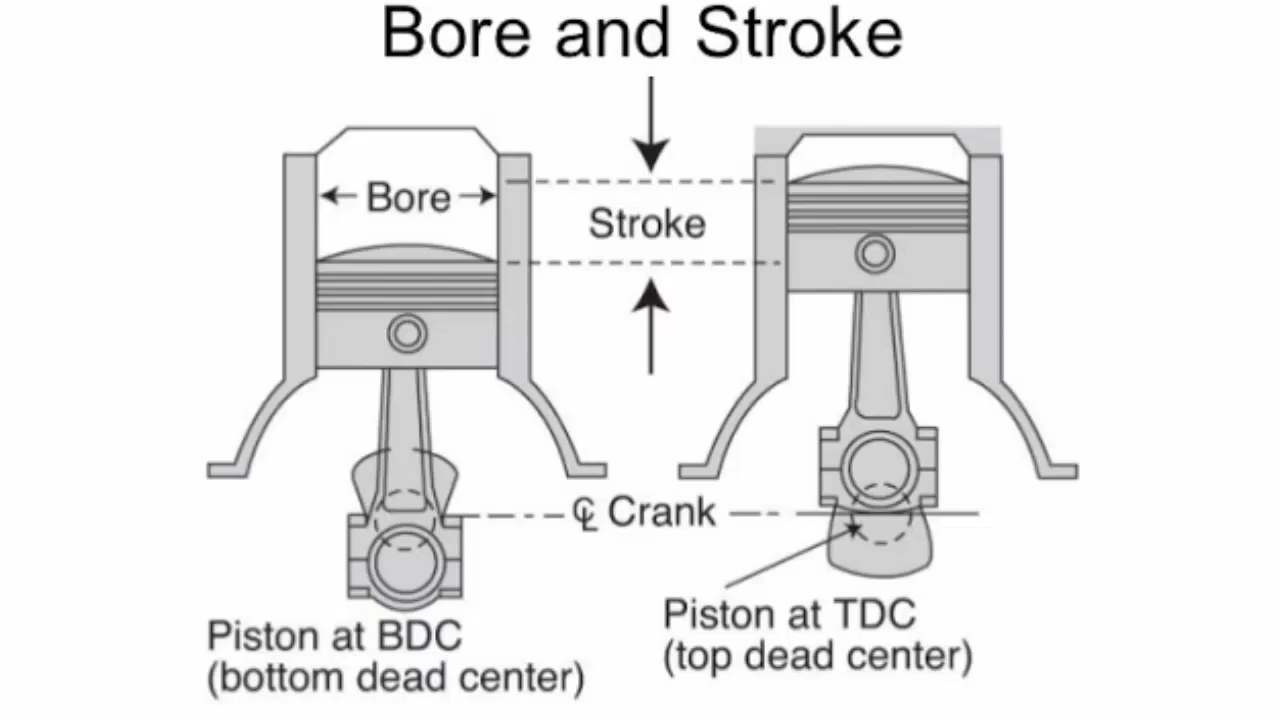 Bore and Stroke
Bore
Stroke
℄ Crank
Piston at BDC
(bottom dead center)
Piston at TDC
(top dead center)